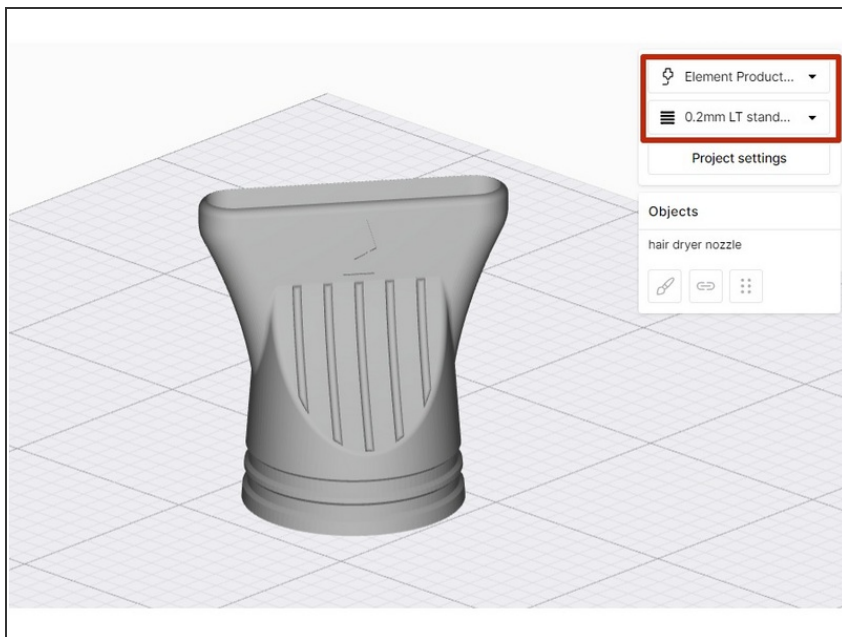 Element Product...
0.2mm LT stand...
Project settings
Objects
hair dryer nozzle